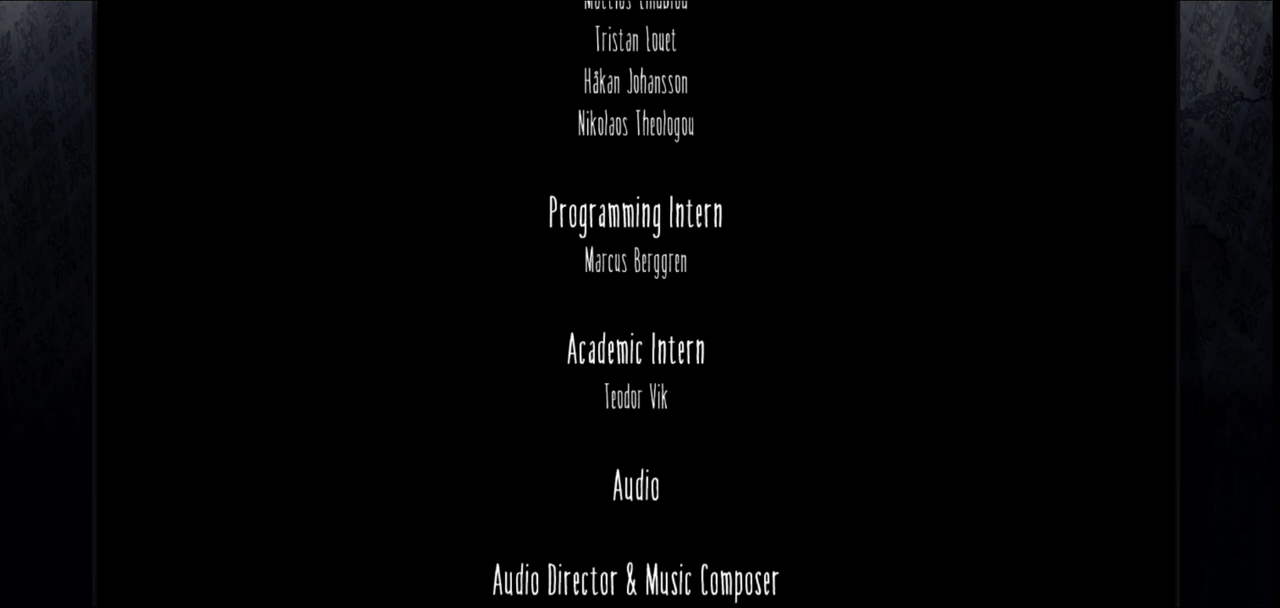 Tristan Louet
Håkan Johansson
Nikolaos Theologou
Programming Intern
Marcus Berggren
Academic Intern
Teodor Vik
Audio
Audio Director & Music Composer